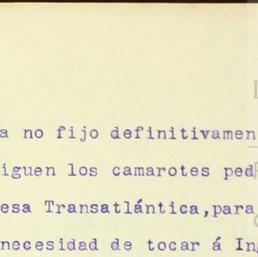 a no fijo definitivamen
iguen los camarotes ped
esa Transatlántica,para
necesidad de tocar á In